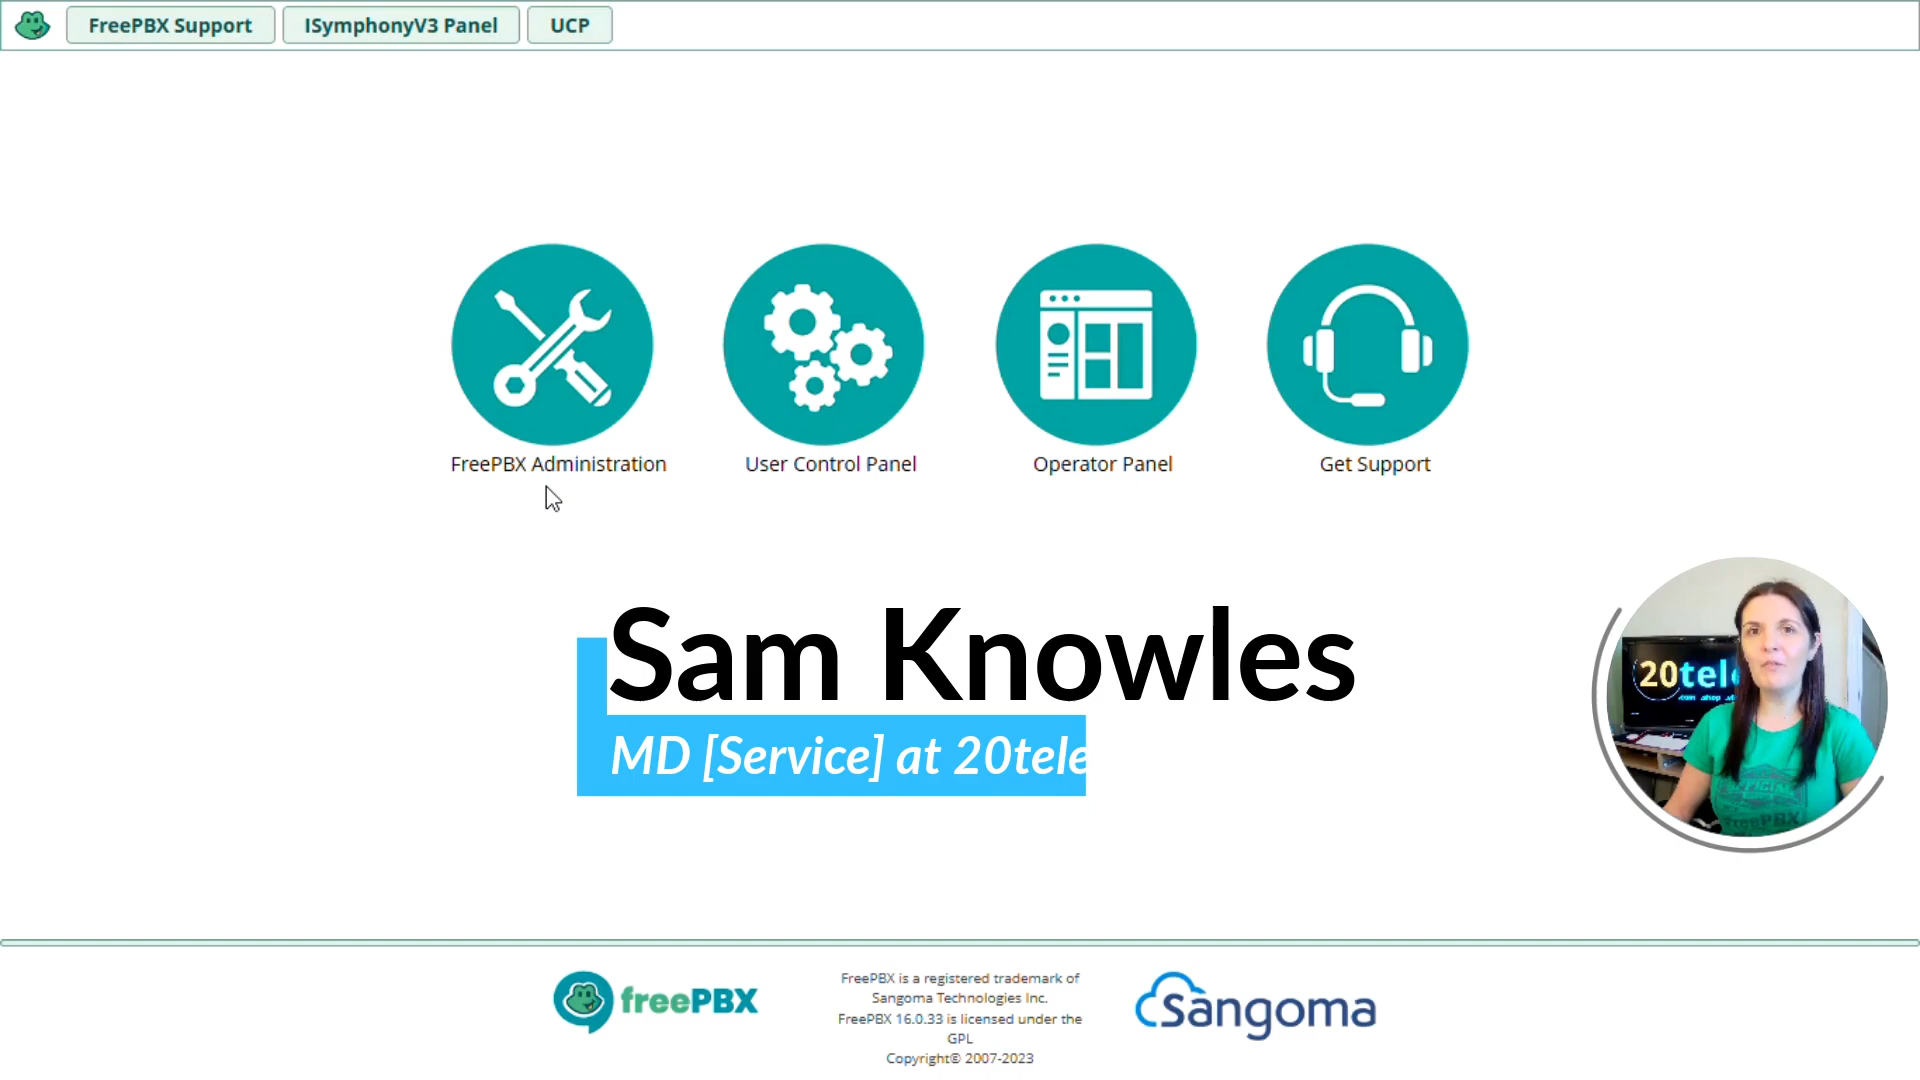 FreePBX Support
ISymphonyV3 Panel
UCP
FreePBX Administration
User Control Panel
Operator Panel
Get Support
Sam Knowles
MD [Service] at 20tele
20tele
freePBX
freePBX
FreePBX is a registered trademark of
Sangoma Technologies Inc.
FreePBX 16.0.33 is licensed under the
GPL
Copyright© 2007-2023
Sangoma